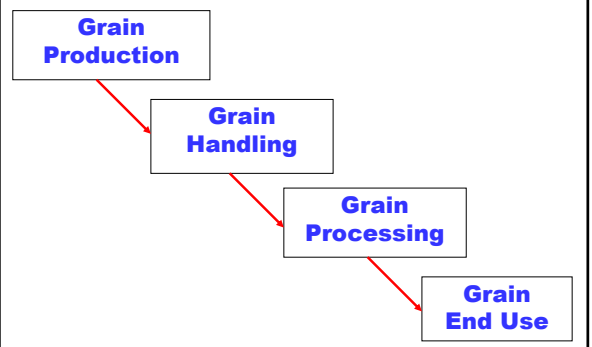 Grain
Production
Grain
Handling
Grain
Processing
Grain
End Use